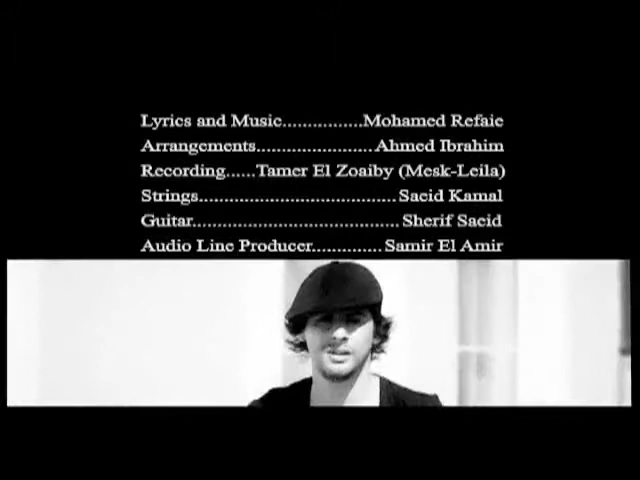 Lyrics and Music................Mohamed Refaie
Arrangements.......................Ahmed Ibrahim
Recording......Tamer El Zoaiby (Mesk-Leila)
Strings.......................................Saeid Kamal
Guitar.........................................Sherif Saeid
Audio Line Producer..............Samir El Amir